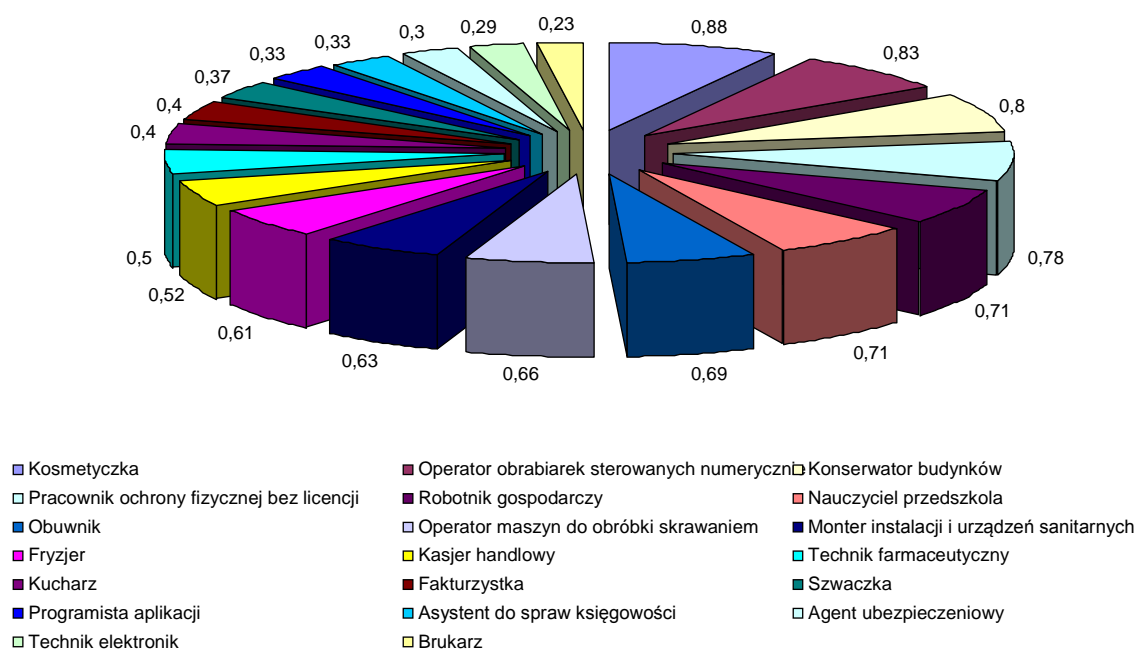 0,88
0,83
0,8
0,78
0,71
0,71
0,69
0,66
0,63
0,61
0,52
0,5
0,4
0,4
0,37
0,33
0,33
0,3
0,29
0,23
Kosmetyczka
Operator obrabiarek sterowanych numerycznie
Konserwator budynków
Pracownik ochrony fizycznej bez licencji
Robotnik gospodarczy
Nauczyciel przedszkola
Obuwnik
Operator maszyn do obróbki skrawaniem
Monter instalacji i urządzeń sanitarnych
Fryzjer
Kasjer handlowy
Technik farmaceutyczny
Kucharz
Fakturzystka
Szwaczka
Programista aplikacji
Asystent do spraw księgowości
Agent ubezpieczeniowy
Technik elektronik
Brukarz